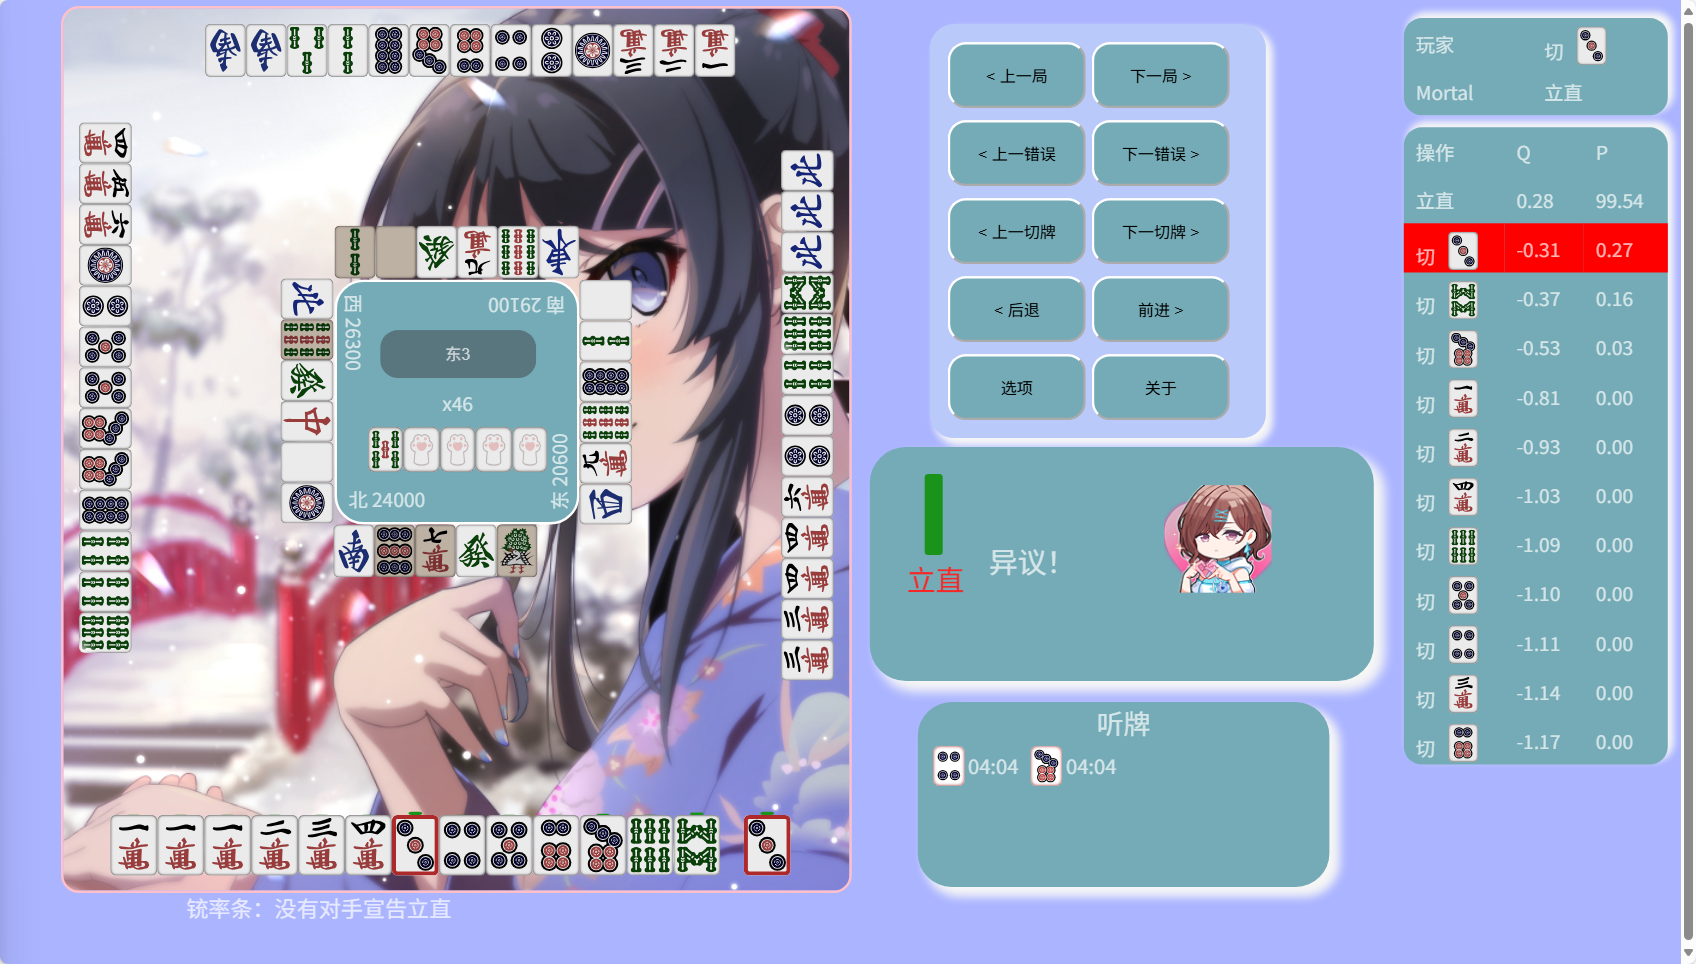 西 26300
南 29100
东3
x46
北 24000
东 20600
铳率条：没有对手宣告立直
< 上一局
下一局 >
< 上一错误
下一错误 >
< 上一切牌
下一切牌 >
< 后退
前进 >
选项
关于
立直
异议！
听牌
04:04
04:04
玩家 切
Mortal 立直
操作 Q P
立直 0.28 99.54
切 -0.31 0.27
切 -0.37 0.16
切 -0.53 0.03
切 -0.81 0.00
切 -0.93 0.00
切 -1.03 0.00
切 -1.09 0.00
切 -1.10 0.00
切 -1.11 0.00
切 -1.14 0.00
切 -1.17 0.00